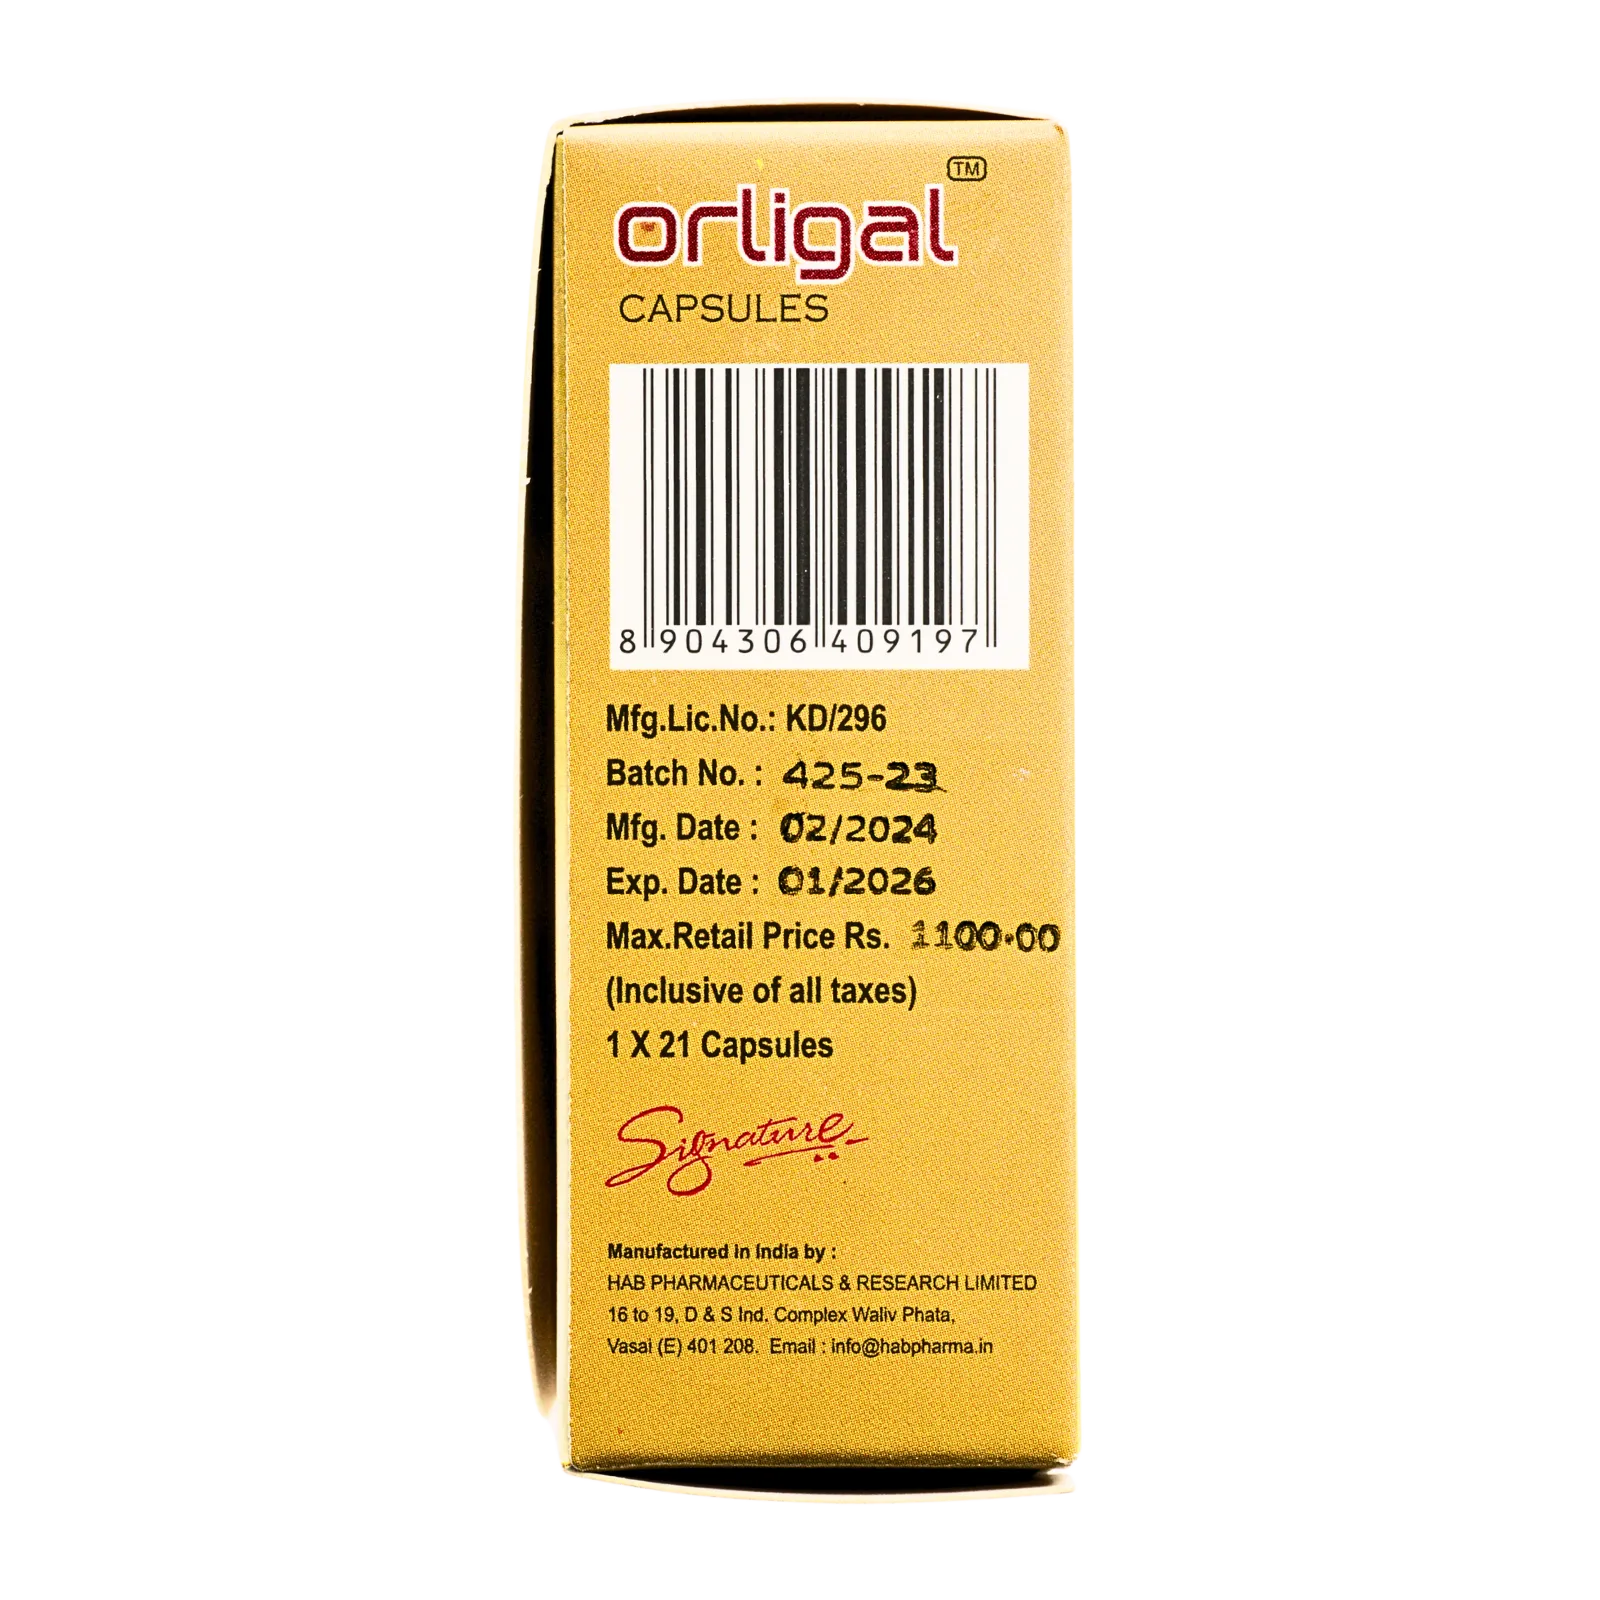 orligal TM
CAPSULES
8 904306 409197
Mfg.Lic.No.: KD/296
Batch No. : 425-23
Mfg. Date : 02/2024
Exp. Date : 01/2026
Max.Retail Price Rs. 1100.00
(Inclusive of all taxes)
1 X 21 Capsules
Signature
Manufactured in India by :
HAB PHARMACEUTICALS & RESEARCH LIMITED
16 to 19, D & S Ind. Complex Waliv Phata,
Vasai (E) 401 208. Email : info@habpharma.in